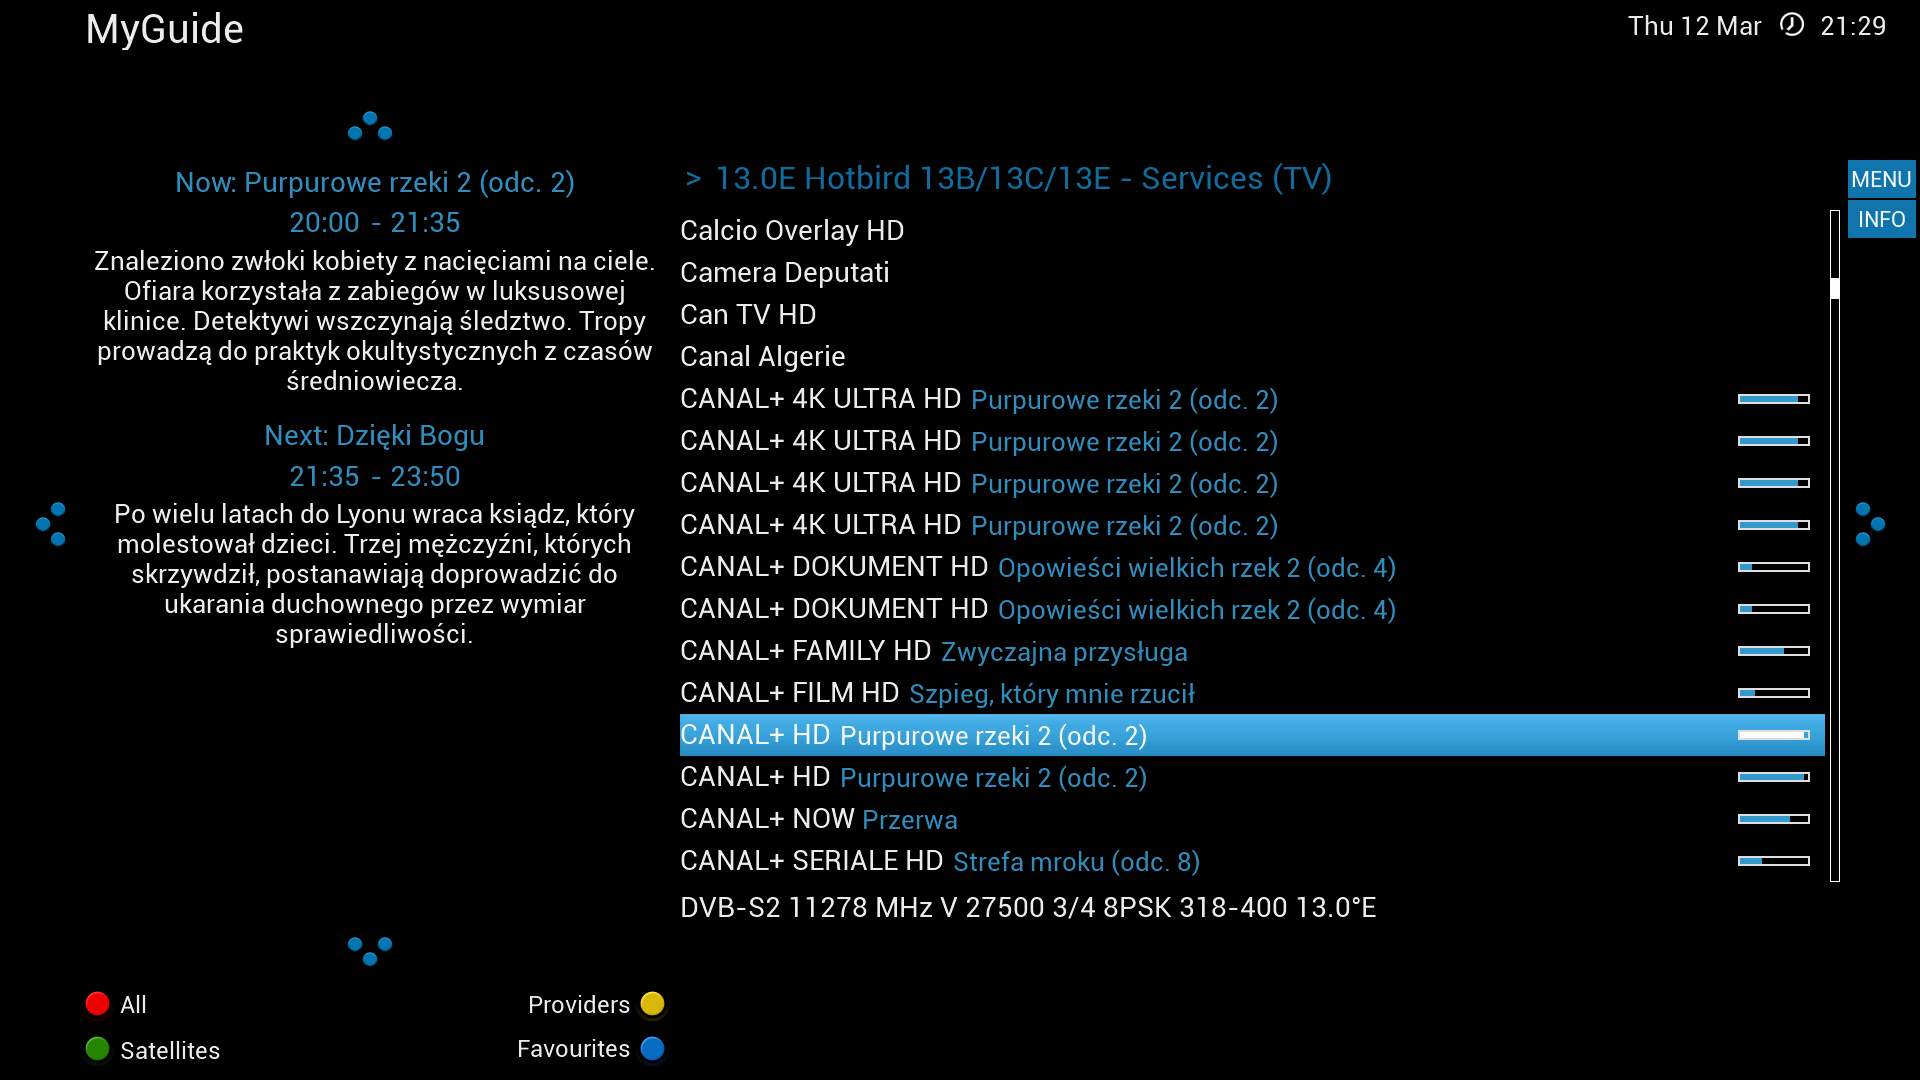 MyGuide
Thu 12 Mar 21:29
Now: Purpurowe rzeki 2 (odc. 2)
20:00 - 21:35
Znaleziono zwłoki kobiety z nacięciami na ciele.
Ofiara korzystała z zabiegów w luksusowej
klinice. Detektywi wszczynają śledztwo. Tropy
prowadzą do praktyk okultystycznych z czasów
średniowiecza.
Next: Dzięki Bogu
21:35 - 23:50
Po wielu latach do Lyonu wraca ksiądz, który
molestował dzieci. Trzej mężczyźni, których
skrzywdził, postanawiają doprowadzić do
ukarania duchownego przez wymiar
sprawiedliwości.
> 13.0E Hotbird 13B/13C/13E - Services (TV)
Calcio Overlay HD
Camera Deputati
Can TV HD
Canal Algerie
CANAL+ 4K ULTRA HD Purpurowe rzeki 2 (odc. 2)
CANAL+ 4K ULTRA HD Purpurowe rzeki 2 (odc. 2)
CANAL+ 4K ULTRA HD Purpurowe rzeki 2 (odc. 2)
CANAL+ 4K ULTRA HD Purpurowe rzeki 2 (odc. 2)
CANAL+ DOKUMENT HD Opowieści wielkich rzek 2 (odc. 4)
CANAL+ DOKUMENT HD Opowieści wielkich rzek 2 (odc. 4)
CANAL+ FAMILY HD Zwyczajna przysługa
CANAL+ FILM HD Szpieg, który mnie rzucił
CANAL+ HD Purpurowe rzeki 2 (odc. 2)
CANAL+ HD Purpurowe rzeki 2 (odc. 2)
CANAL+ NOW Przerwa
CANAL+ SERIALE HD Strefa mroku (odc. 8)
DVB-S2 11278 MHz V 27500 3/4 8PSK 318-400 13.0°E
MENU
INFO
All
Providers
Satellites
Favourites